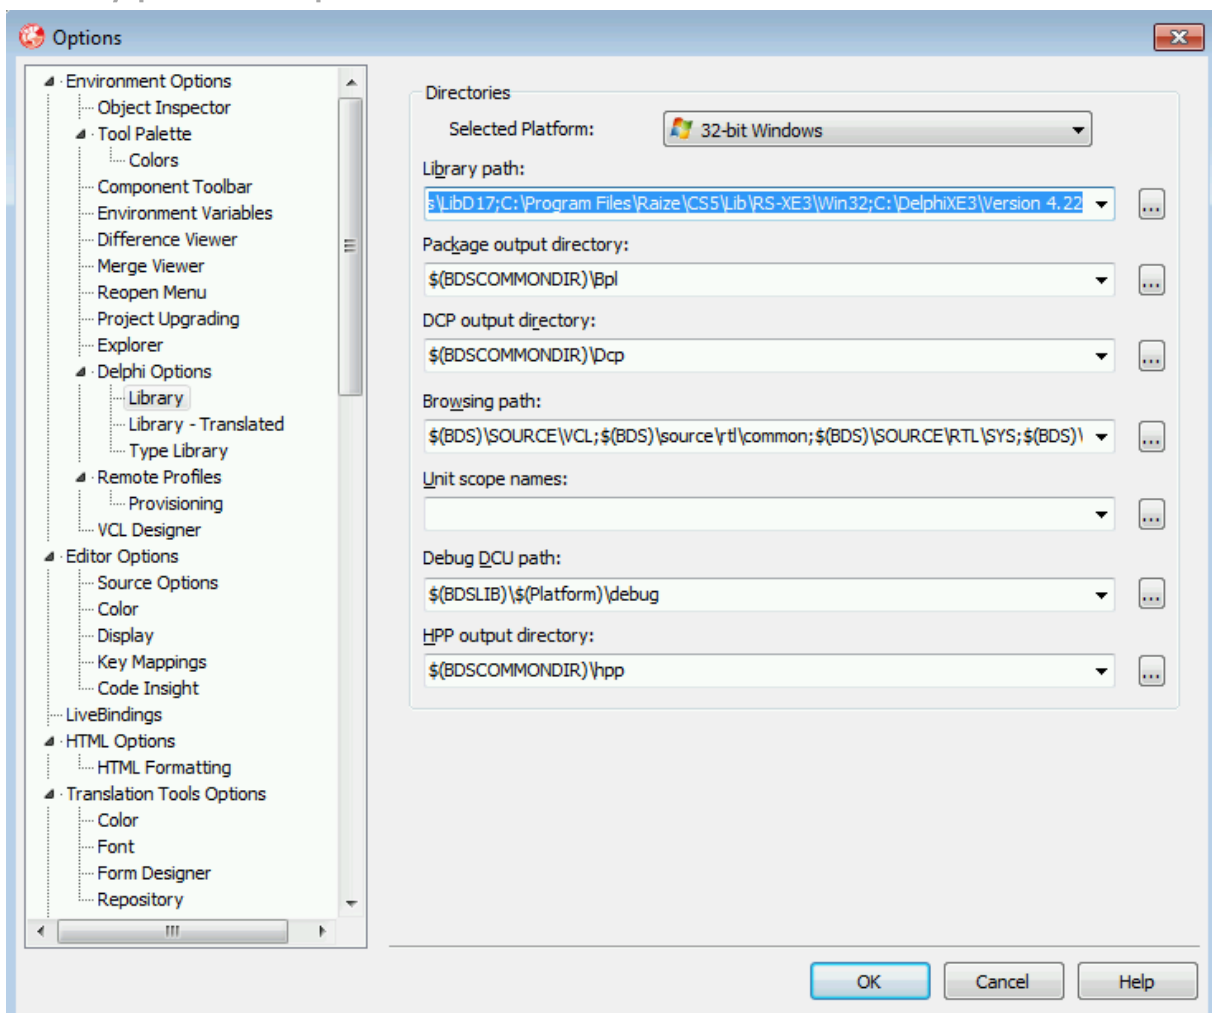 Options
Environment Options
Object Inspector
Tool Palette
Colors
Component Toolbar
Environment Variables
Difference Viewer
Merge Viewer
Reopen Menu
Project Upgrading
Explorer
Delphi Options
Library
Library - Translated
Type Library
Remote Profiles
Provisioning
VCL Designer
Editor Options
Source Options
Color
Display
Key Mappings
Code Insight
LiveBindings
HTML Options
HTML Formatting
Translation Tools Options
Color
Font
Form Designer
Repository
Directories
Selected Platform: 32-bit Windows
Library path:
s\LibD17;C:\Program Files\Raize\CS5\Lib\RS-XE3\Win32;C:\DelphiXE3\Version 4.22
...
Package output directory:
$(BDSCOMMONDIR)\Bpl
...
DCP output directory:
$(BDSCOMMONDIR)\Dcp
...
Browsing path:
$(BDS)\SOURCE\VCL;$(BDS)\source\rtl\common;$(BDS)\SOURCE\RTL\SYS;$(BDS)\
...
Unit scope names:
...
Debug DCU path:
$(BDSLIB)\$(Platform)\debug
...
HPP output directory:
$(BDSCOMMONDIR)\hpp
...
OK Cancel Help